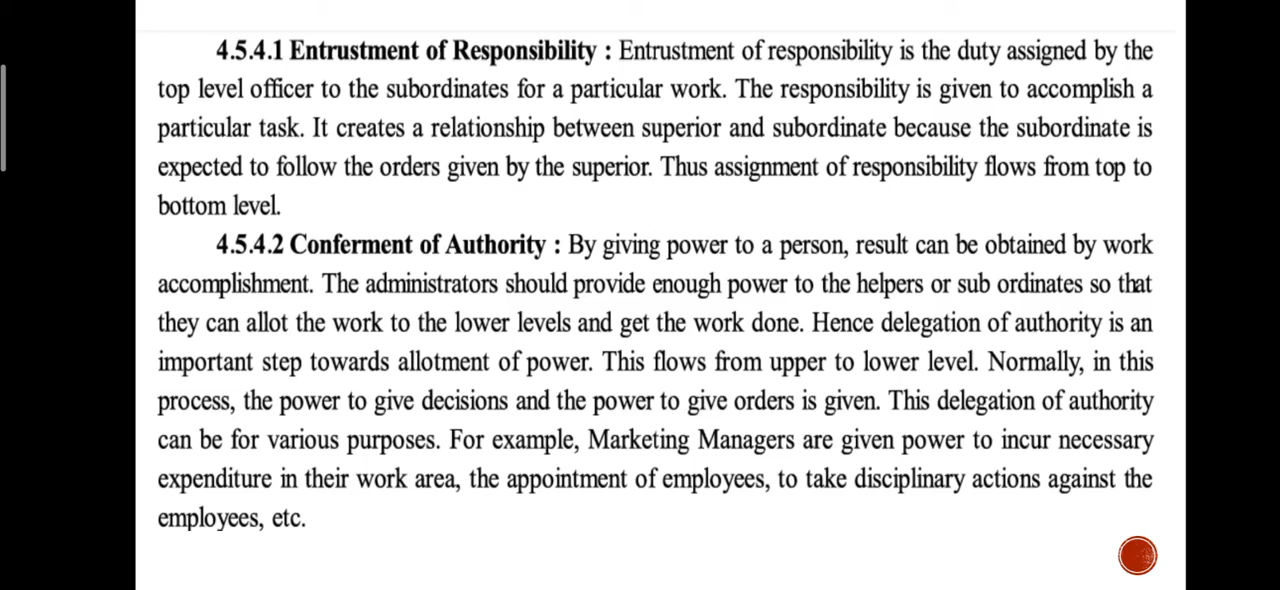 4.5.4.1 Entrustment of Responsibility : Entrustment of responsibility is the duty assigned by the
top level officer to the subordinates for a particular work. The responsibility is given to accomplish a
particular task. It creates a relationship between superior and subordinate because the subordinate is
expected to follow the orders given by the superior. Thus assignment of responsibility flows from top to
bottom level.
4.5.4.2 Conferment of Authority : By giving power to a person, result can be obtained by work
accomplishment. The administrators should provide enough power to the helpers or sub ordinates so that
they can allot the work to the lower levels and get the work done. Hence delegation of authority is an
important step towards allotment of power. This flows from upper to lower level. Normally, in this
process, the power to give decisions and the power to give orders is given. This delegation of authority
can be for various purposes. For example, Marketing Managers are given power to incur necessary
expenditure in their work area, the appointment of employees, to take disciplinary actions against the
employees, etc.